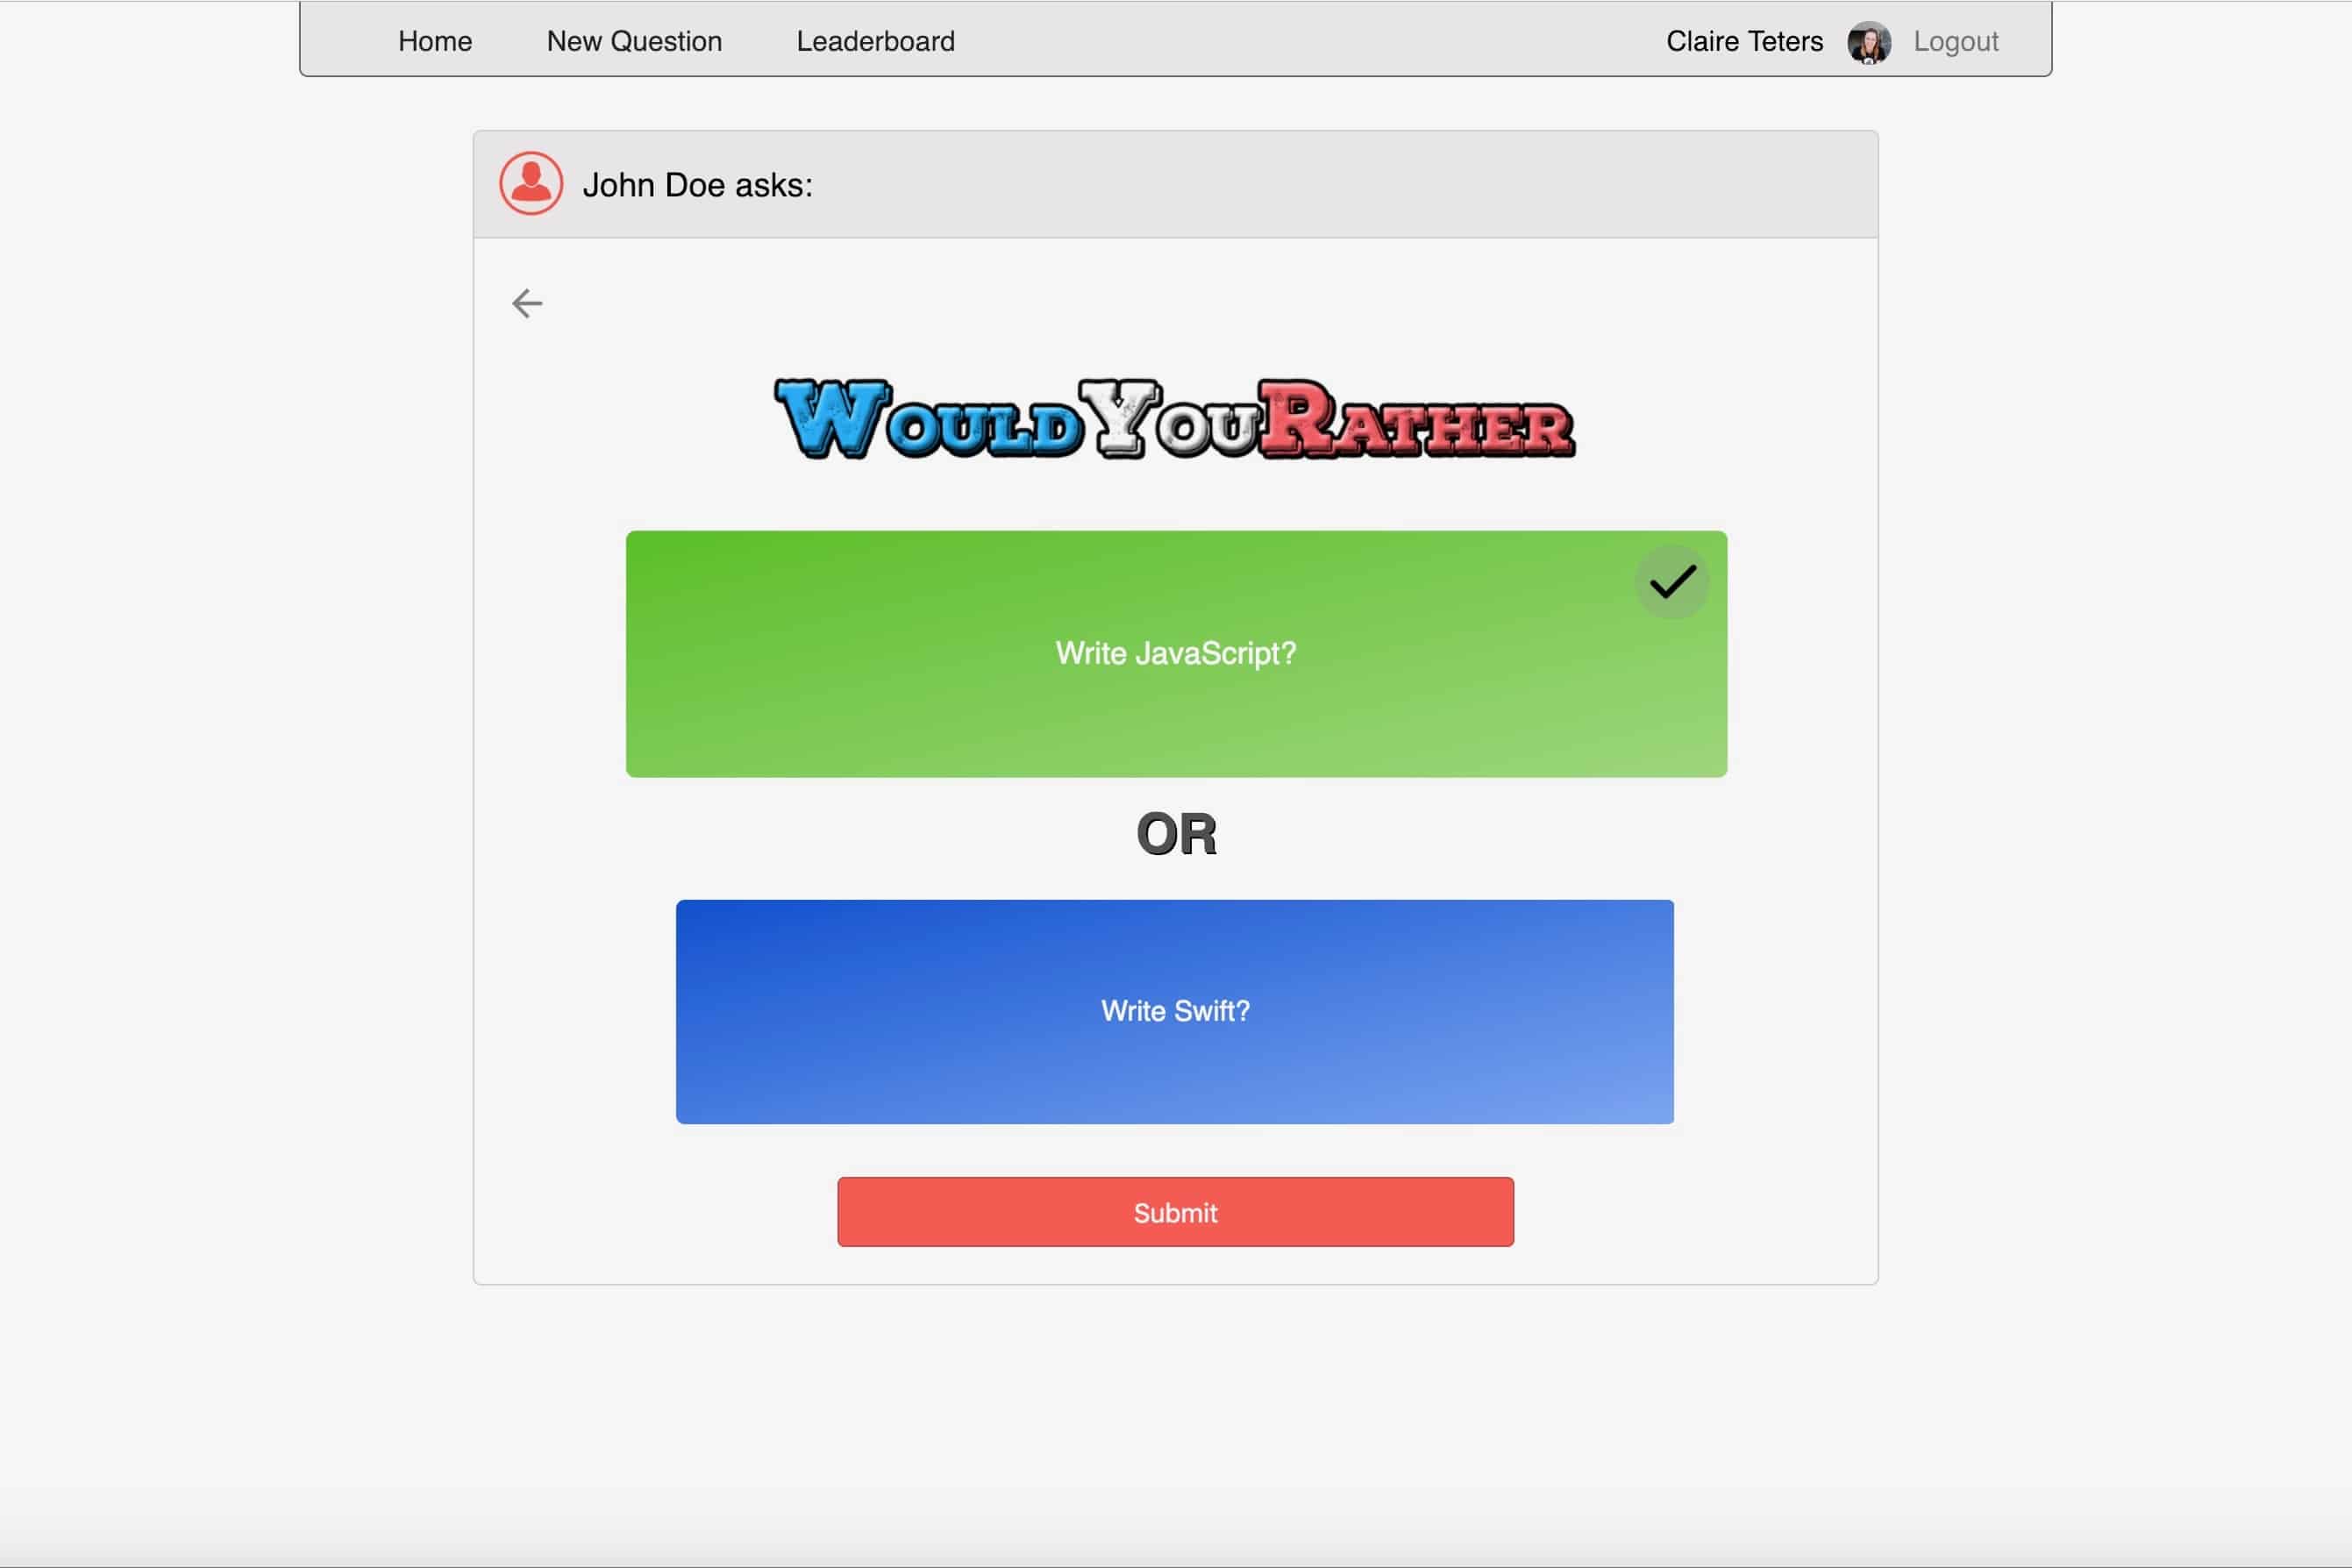 Home New Question Leaderboard Claire Teters Logout
John Doe asks:
WouldYouRather
Write JavaScript?
OR
Write Swift?
Submit